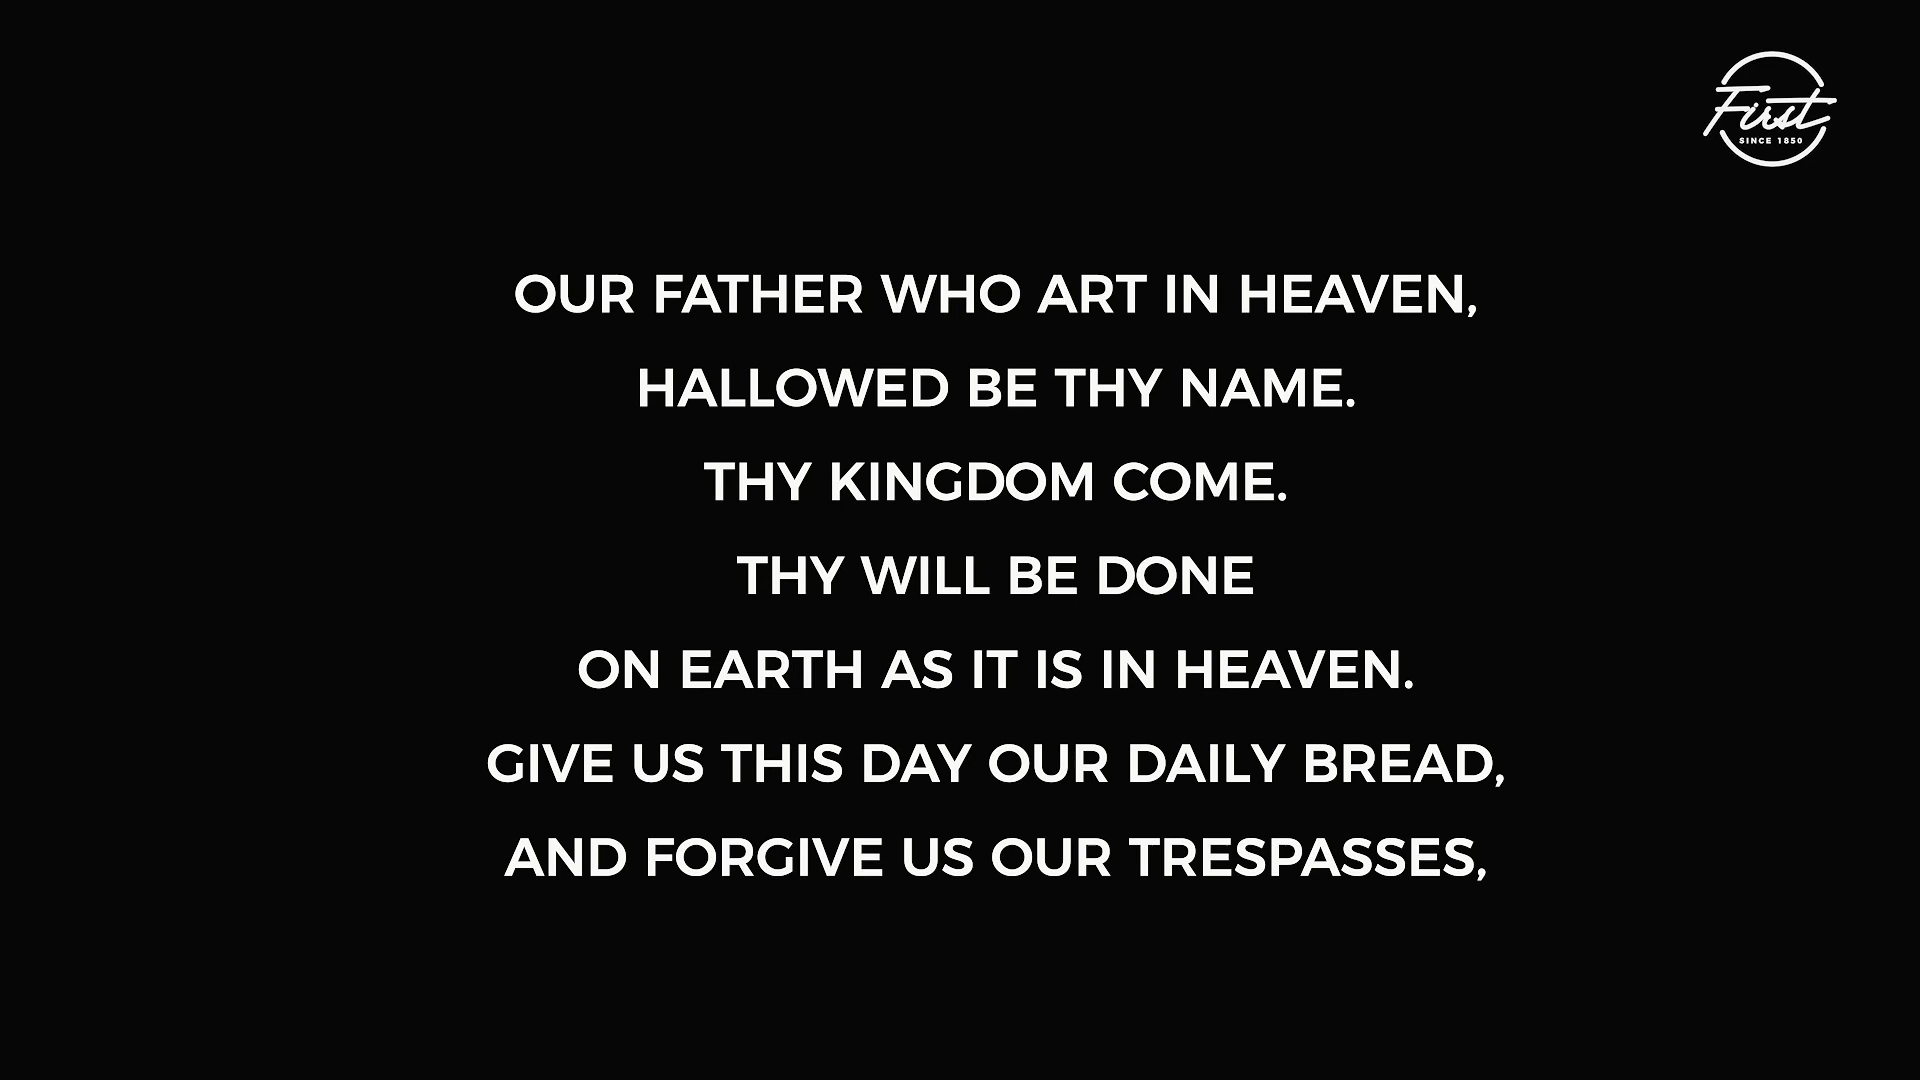 First
SINCE 1850
OUR FATHER WHO ART IN HEAVEN,
HALLOWED BE THY NAME.
THY KINGDOM COME.
THY WILL BE DONE
ON EARTH AS IT IS IN HEAVEN.
GIVE US THIS DAY OUR DAILY BREAD,
AND FORGIVE US OUR TRESPASSES,